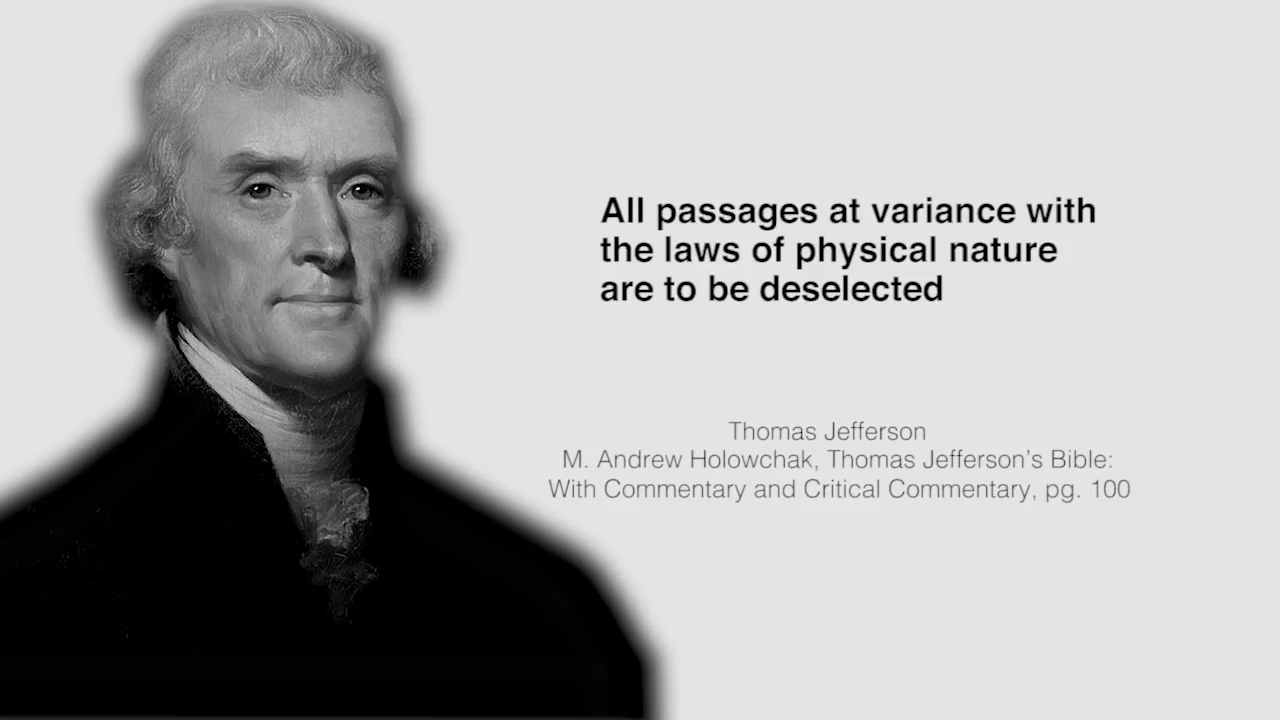 All passages at variance with
the laws of physical nature
are to be deselected
Thomas Jefferson
M. Andrew Holowchak, Thomas Jefferson's Bible:
With Commentary and Critical Commentary, pg. 100